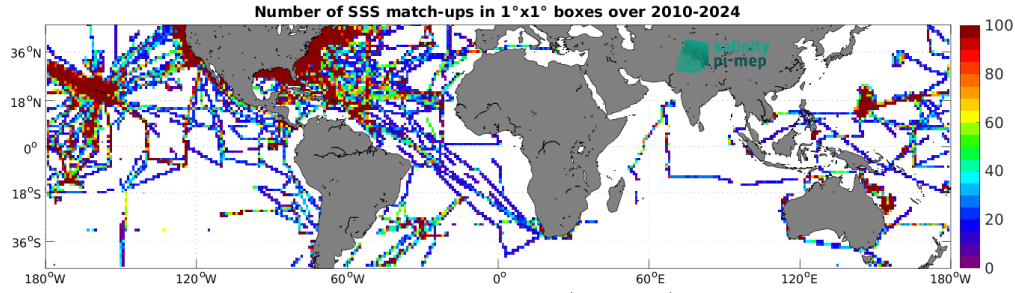 Number of SSS match-ups in 1°x1° boxes over 2010-2024
100
36°N
salinity
pi-mep
80
18°N
60
0°
40
18°S
20
36°S
0
180°W
120°W
60°W
0°
60°E
120°E
180°W